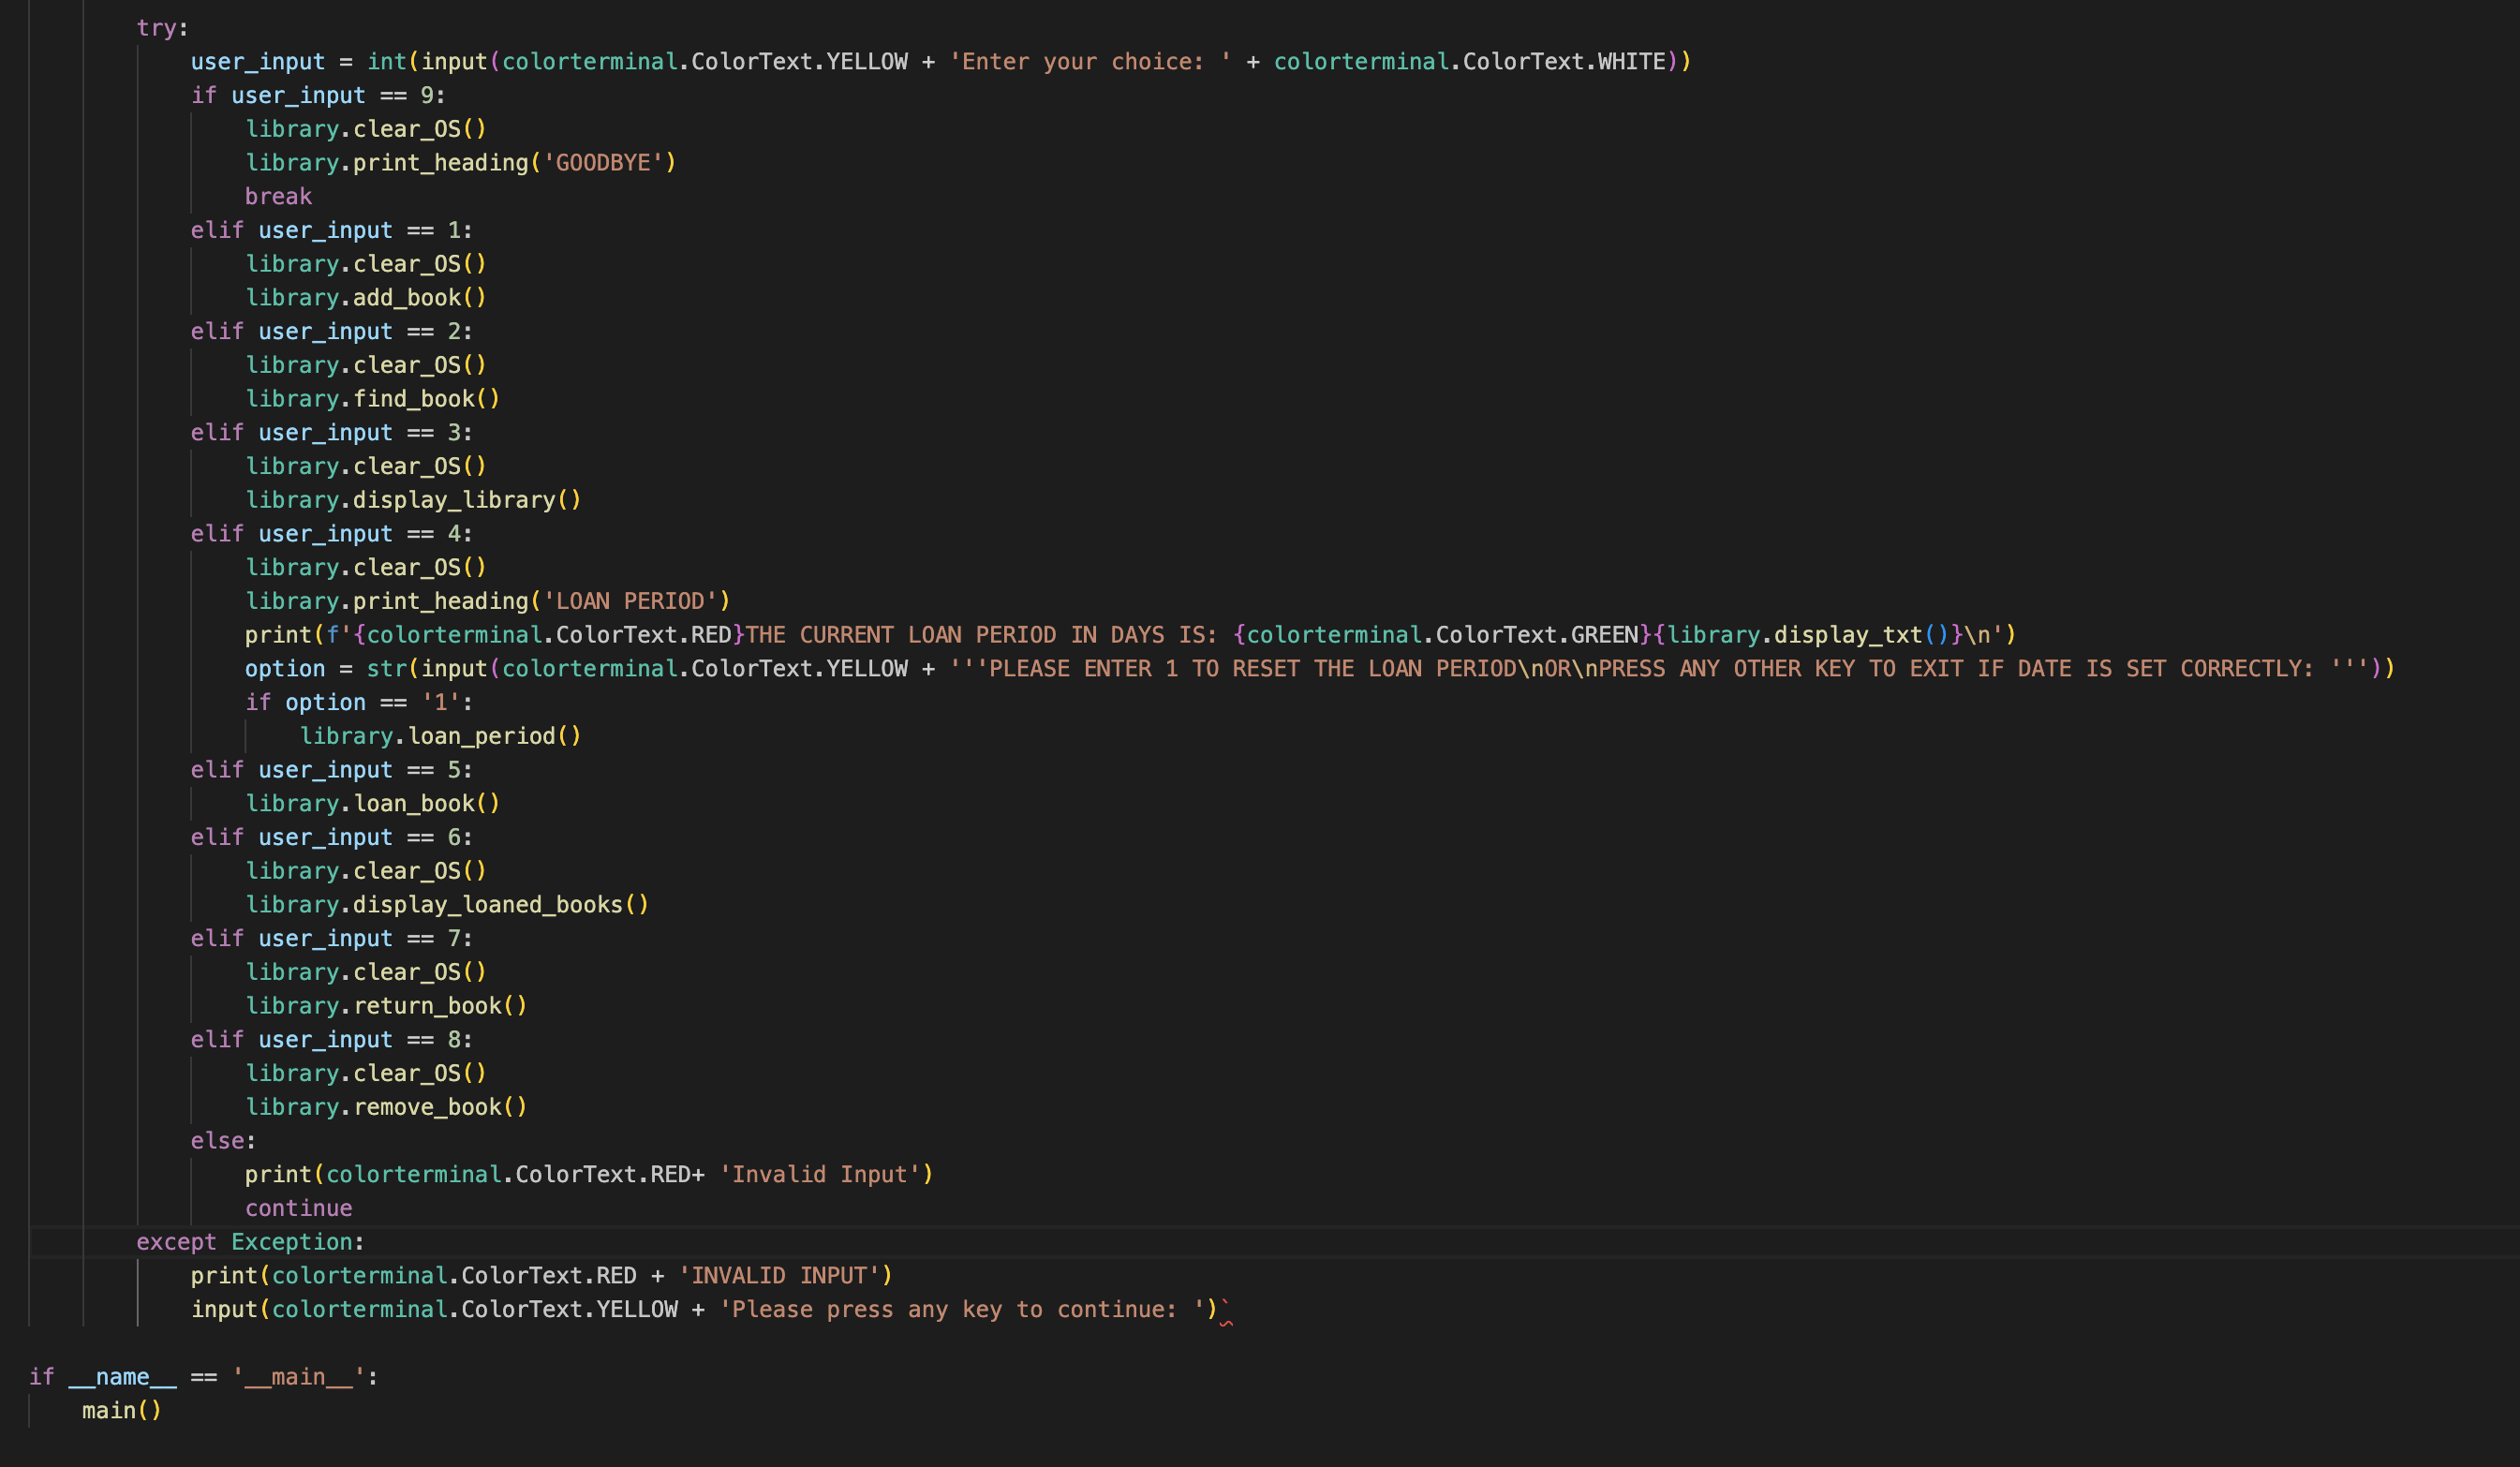 try:
user_input = int(input(colorterminal.ColorText.YELLOW + 'Enter your choice: ' + colorterminal.ColorText.WHITE))
if user_input == 9:
library.clear_OS()
library.print_heading('GOODBYE')
break
elif user_input == 1:
library.clear_OS()
library.add_book()
elif user_input == 2:
library.clear_OS()
library.find_book()
elif user_input == 3:
library.clear_OS()
library.display_library()
elif user_input == 4:
library.clear_OS()
library.print_heading('LOAN PERIOD')
print(f'{colorterminal.ColorText.RED}THE CURRENT LOAN PERIOD IN DAYS IS: {colorterminal.ColorText.GREEN}{library.display_txt()}\n')
option = str(input(colorterminal.ColorText.YELLOW + '''PLEASE ENTER 1 TO RESET THE LOAN PERIOD\nOR\nPRESS ANY OTHER KEY TO EXIT IF DATE IS SET CORRECTLY: '''))
if option == '1':
library.loan_period()
elif user_input == 5:
library.loan_book()
elif user_input == 6:
library.clear_OS()
library.display_loaned_books()
elif user_input == 7:
library.clear_OS()
library.return_book()
elif user_input == 8:
library.clear_OS()
library.remove_book()
else:
print(colorterminal.ColorText.RED+ 'Invalid Input')
continue
except Exception:
print(colorterminal.ColorText.RED + 'INVALID INPUT')
input(colorterminal.ColorText.YELLOW + 'Please press any key to continue: ')`
if __name__ == '__main__':
main()